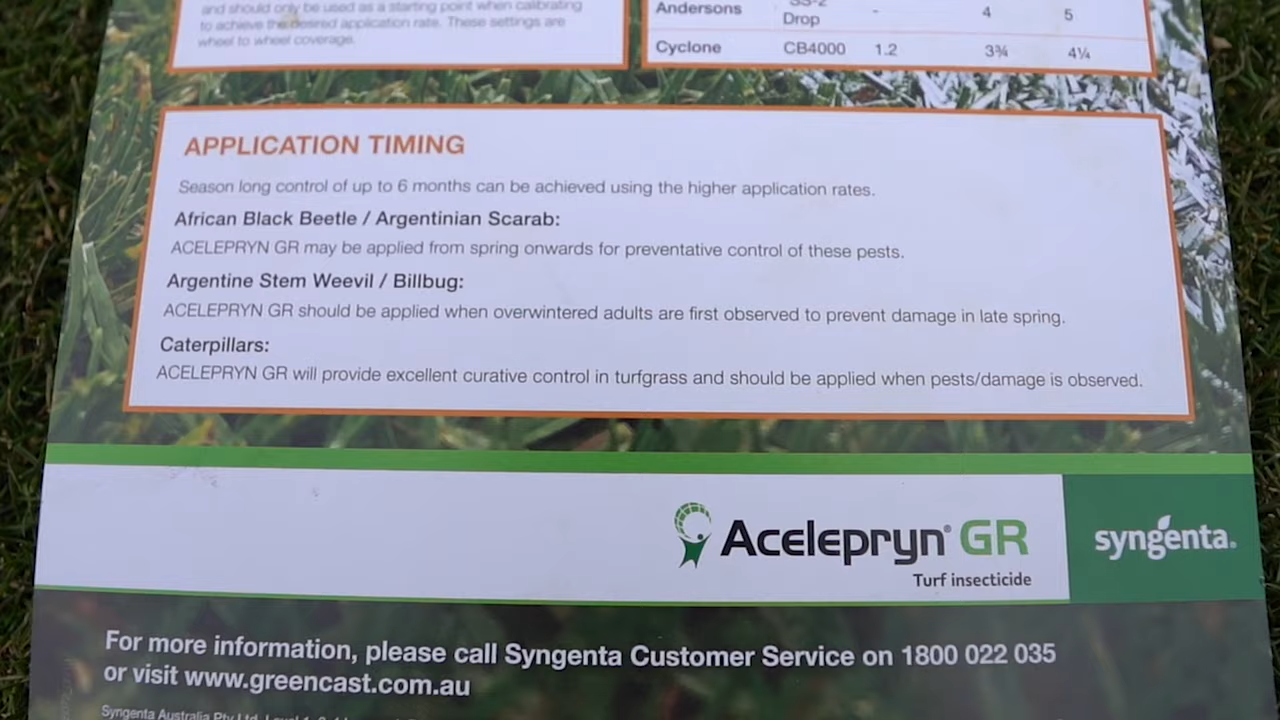 and should only be used as a starting point when calibrating
to achieve the desired application rate. These settings are
wheel to wheel coverage.
Andersons SS-2 Drop - 4 5
Cyclone CB4000 1.2 3¾ 4¼
APPLICATION TIMING
Season long control of up to 6 months can be achieved using the higher application rates.
African Black Beetle / Argentinian Scarab:
ACELEPRYN GR may be applied from spring onwards for preventative control of these pests.
Argentine Stem Weevil / Billbug:
ACELEPRYN GR should be applied when overwintered adults are first observed to prevent damage in late spring.
Caterpillars:
ACELEPRYN GR will provide excellent curative control in turfgrass and should be applied when pests/damage is observed.
Acelepryn® GR
Turf insecticide
syngenta.
For more information, please call Syngenta Customer Service on 1800 022 035
or visit www.greencast.com.au
Syngenta Australia Pty Ltd, Level 1,